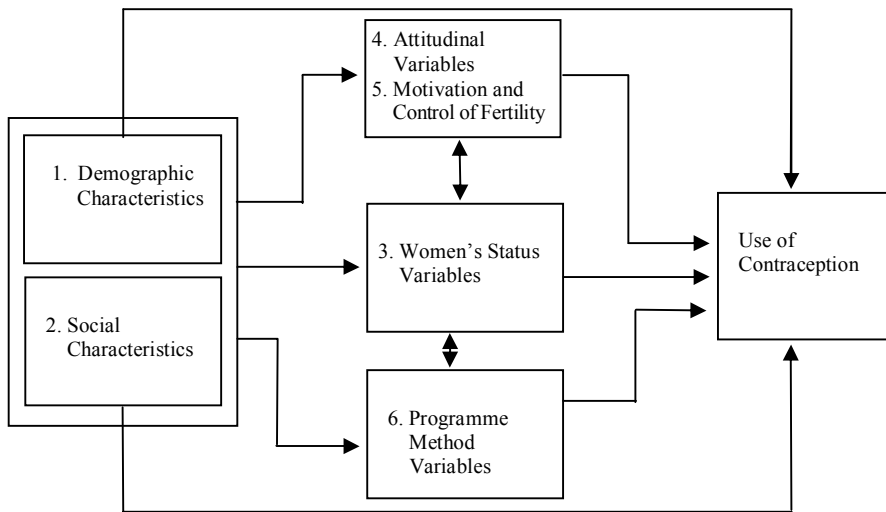 1. Demographic
Characteristics
2. Social
Characteristics
4. Attitudinal
Variables
5. Motivation and
Control of Fertility
3. Women’s Status
Variables
6. Programme
Method
Variables
Use of
Contraception